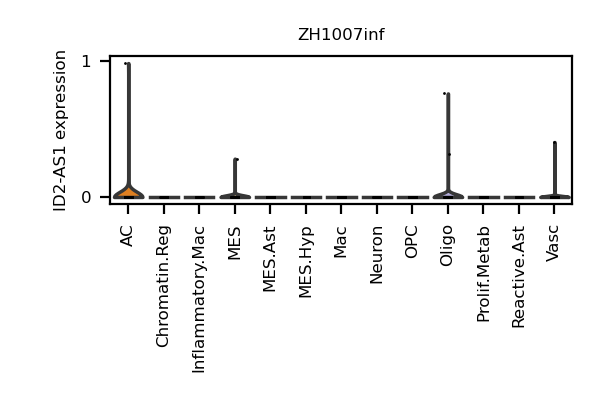 ZH1007inf
ID2-AS1 expression
1
0
AC
Chromatin.Reg
Inflammatory.Mac
MES
MES.Ast
MES.Hyp
Mac
Neuron
OPC
Oligo
Prolif.Metab
Reactive.Ast
Vasc